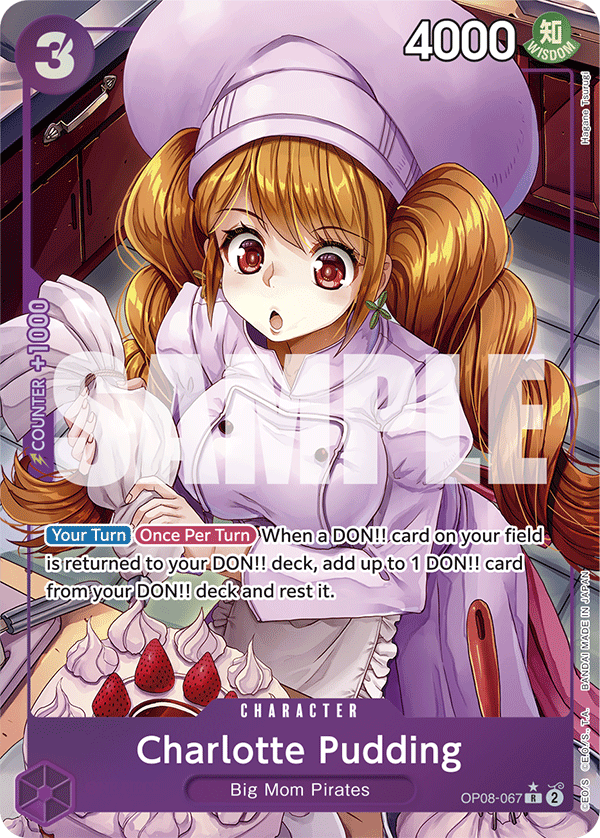 3
4000
知
WISDOM
Hagane Tsurugi
COUNTER +1000
SAMPLE
Your Turn Once Per Turn When a DON!! card on your field
is returned to your DON!! deck, add up to 1 DON!! card
from your DON!! deck and rest it.
CHARACTER
Charlotte Pudding
Big Mom Pirates
OP08-067 R 2
©E.O/S ©E.O./S., T.A. BANDAI MADE IN JAPAN